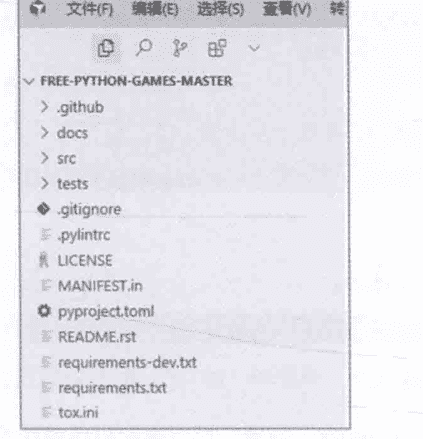 文件(F) 编辑(E) 选择(S) 查看(V) 转
FREE-PYTHON-GAMES-MASTER
.github
docs
src
tests
.gitignore
.pylintrc
LICENSE
MANIFEST.in
pyproject.toml
README.rst
requirements-dev.txt
requirements.txt
tox.ini